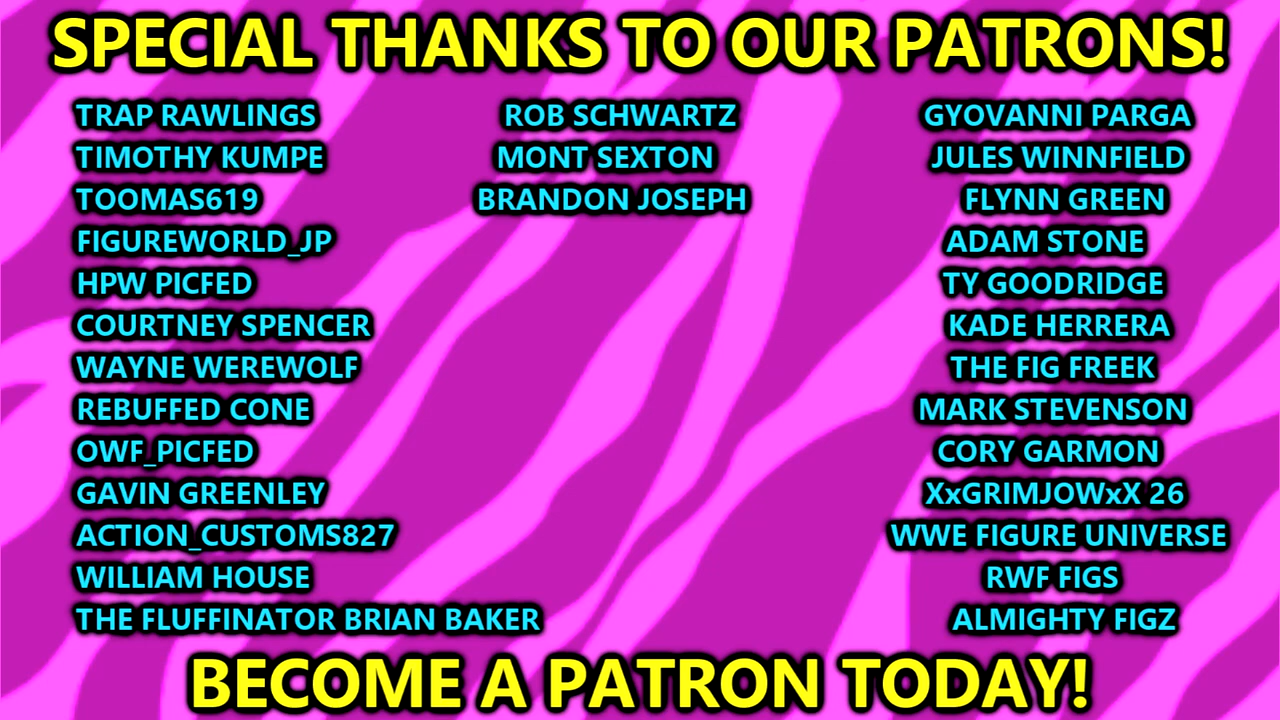 SPECIAL THANKS TO OUR PATRONS!
TRAP RAWLINGS
TIMOTHY KUMPE
TOOMAS619
FIGUREWORLD_JP
HPW PICFED
COURTNEY SPENCER
WAYNE WEREWOLF
REBUFFED CONE
OWF_PICFED
GAVIN GREENLEY
ACTION_CUSTOMS827
WILLIAM HOUSE
THE FLUFFINATOR BRIAN BAKER
ROB SCHWARTZ
MONT SEXTON
BRANDON JOSEPH
GYOVANNI PARGA
JULES WINNFIELD
FLYNN GREEN
ADAM STONE
TY GOODRIDGE
KADE HERRERA
THE FIG FREEK
MARK STEVENSON
CORY GARMON
XxGRIMJOWxX 26
WWE FIGURE UNIVERSE
RWF FIGS
ALMIGHTY FIGZ
BECOME A PATRON TODAY!